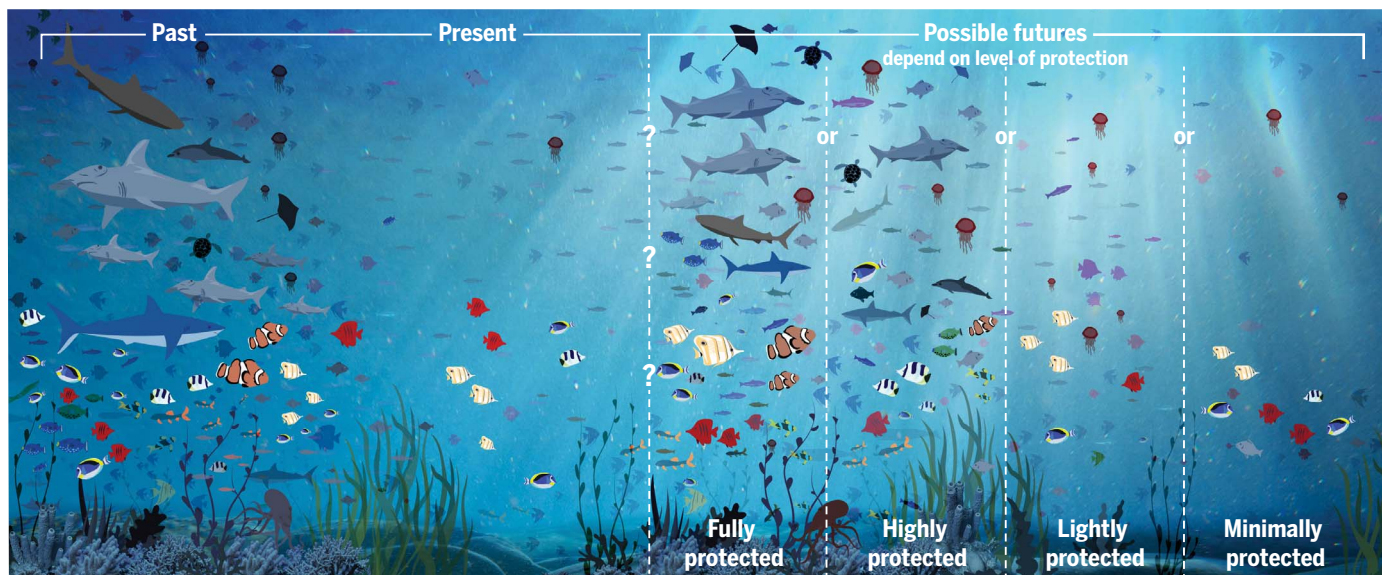 Past
Present
Possible futures
depend on level of protection
?
or
or
or
?
?
Fully
protected
Highly
protected
Lightly
protected
Minimally
protected